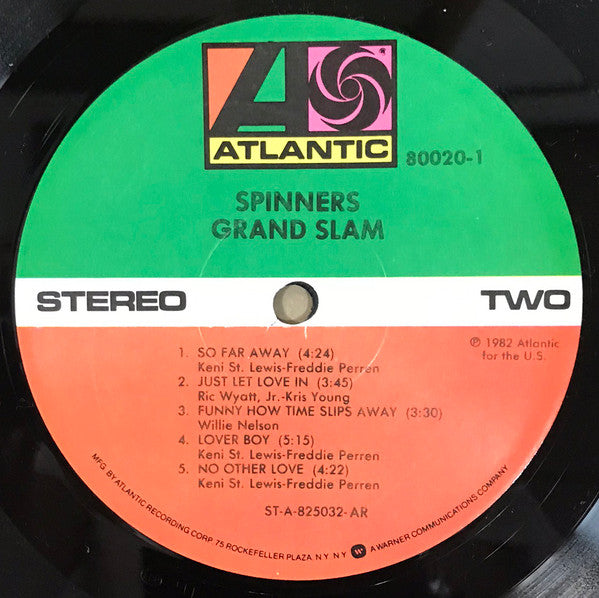 ATLANTIC
80020-1
SPINNERS
GRAND SLAM
STEREO
TWO
℗ 1982 Atlantic
for the U.S.
1. SO FAR AWAY (4:24)
Keni St. Lewis-Freddie Perren
2. JUST LET LOVE IN (3:45)
Ric Wyatt, Jr.-Kris Young
3. FUNNY HOW TIME SLIPS AWAY (3:30)
Willie Nelson
4. LOVER BOY (5:15)
Keni St. Lewis-Freddie Perren
5. NO OTHER LOVE (4:22)
Keni St. Lewis-Freddie Perren
ST-A-825032-AR
MFG. BY ATLANTIC RECORDING CORP. 75 ROCKEFELLER PLAZA, N.Y. N.Y. A WARNER COMMUNICATIONS COMPANY